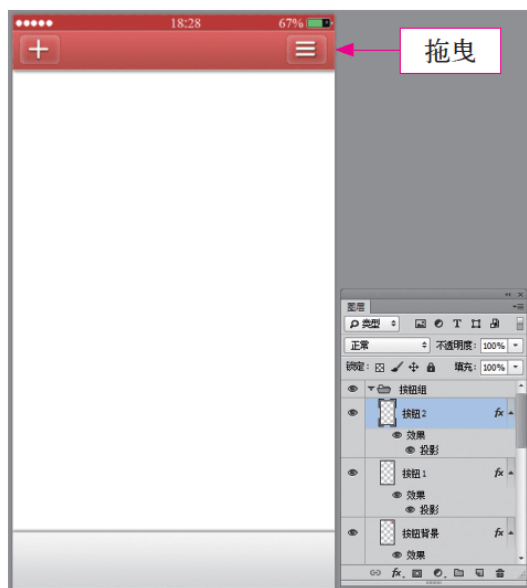 18:28 67%
拖曳
图层
类型 T
正常 不透明度: 100%
锁定: 填充: 100%
按钮组
按钮2 fx
效果
投影
按钮1 fx
效果
投影
按钮背景 fx
效果
fx